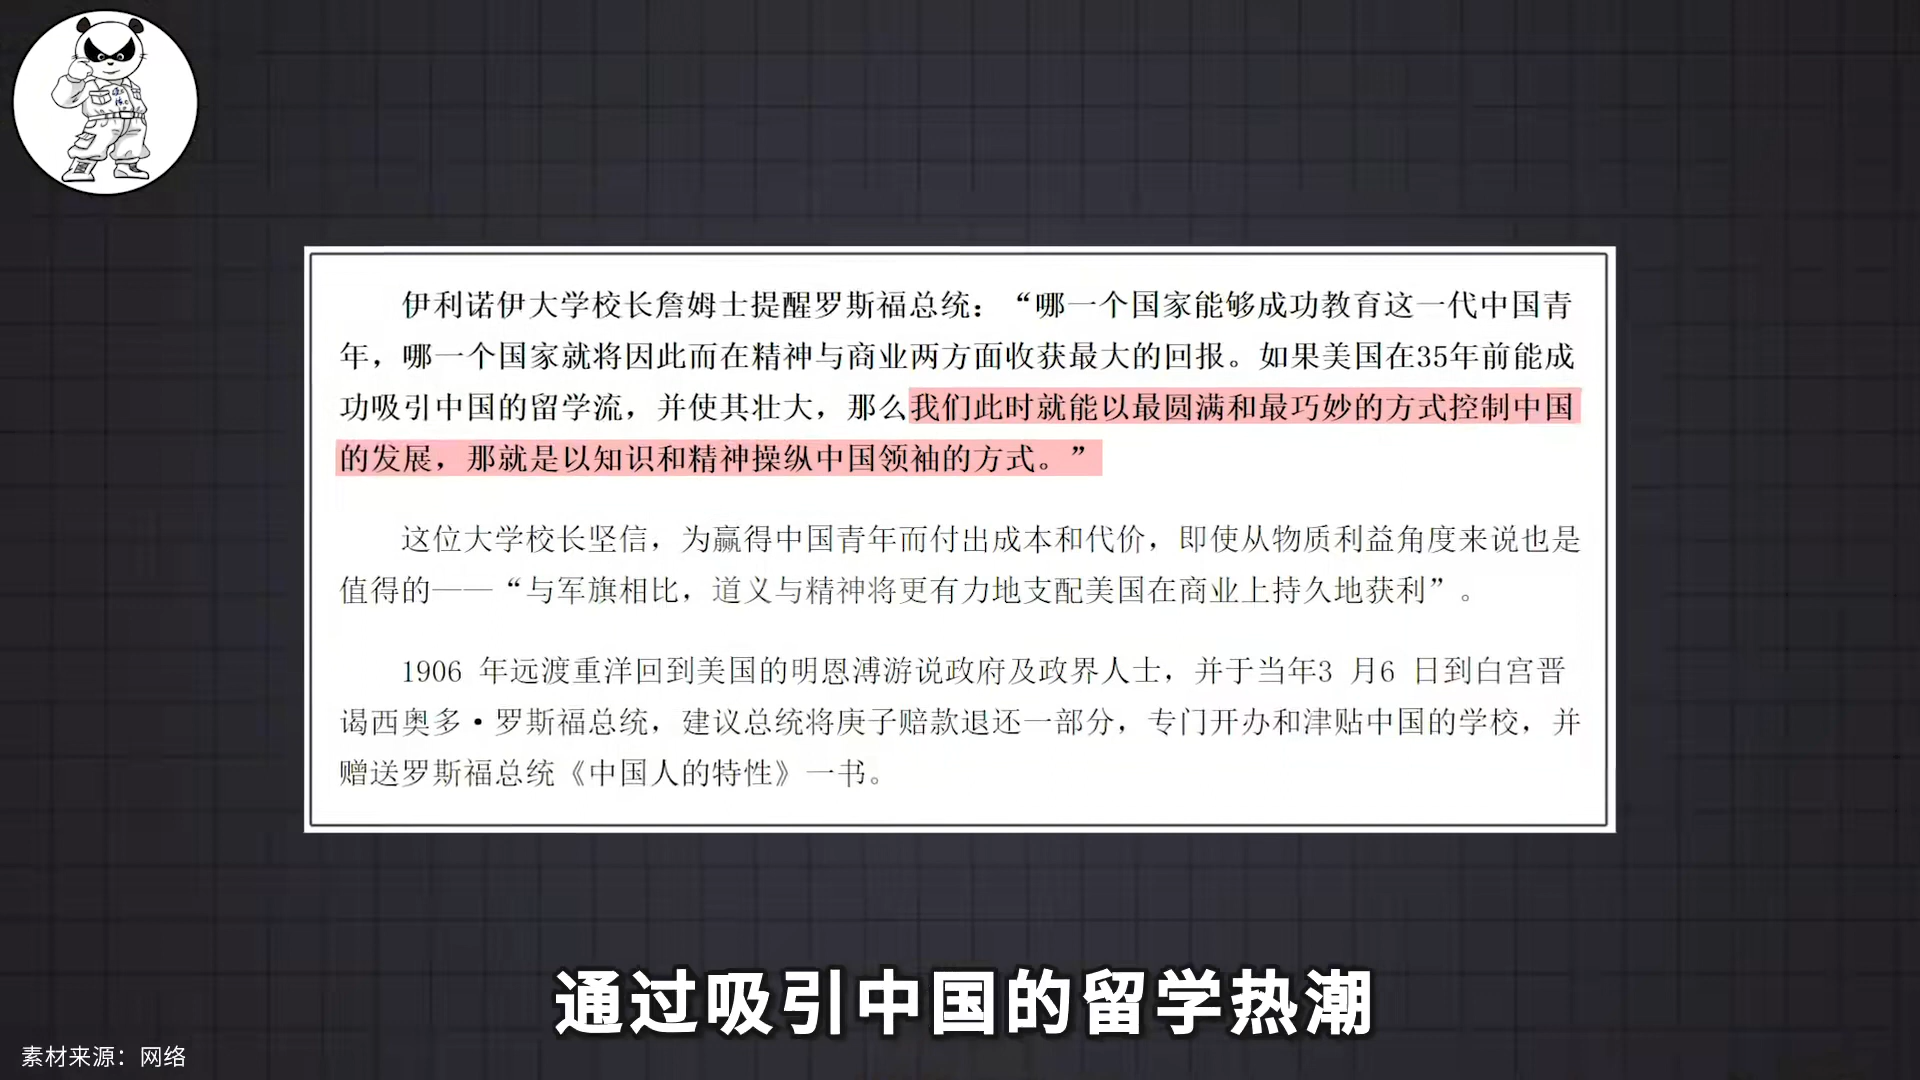 伊利诺伊大学校长詹姆士提醒罗斯福总统：“哪一个国家能够成功教育这一代中国青
年，哪一个国家就将因此而在精神与商业两方面收获最大的回报。如果美国在35年前能成
功吸引中国的留学流，并使其壮大，那么我们此时就能以最圆满和最巧妙的方式控制中国
的发展，那就是以知识和精神操纵中国领袖的方式。”
这位大学校长坚信，为赢得中国青年而付出成本和代价，即使从物质利益角度来说也是
值得的——“与军旗相比，道义与精神将更有力地支配美国在商业上持久地获利”。
1906 年远渡重洋回到美国的明恩溥游说政府及政界人士，并于当年3 月6 日到白宫晋
谒西奥多·罗斯福总统，建议总统将庚子赔款退还一部分，专门开办和津贴中国的学校，并
赠送罗斯福总统《中国人的特性》一书。
通过吸引中国的留学热潮
素材来源：网络